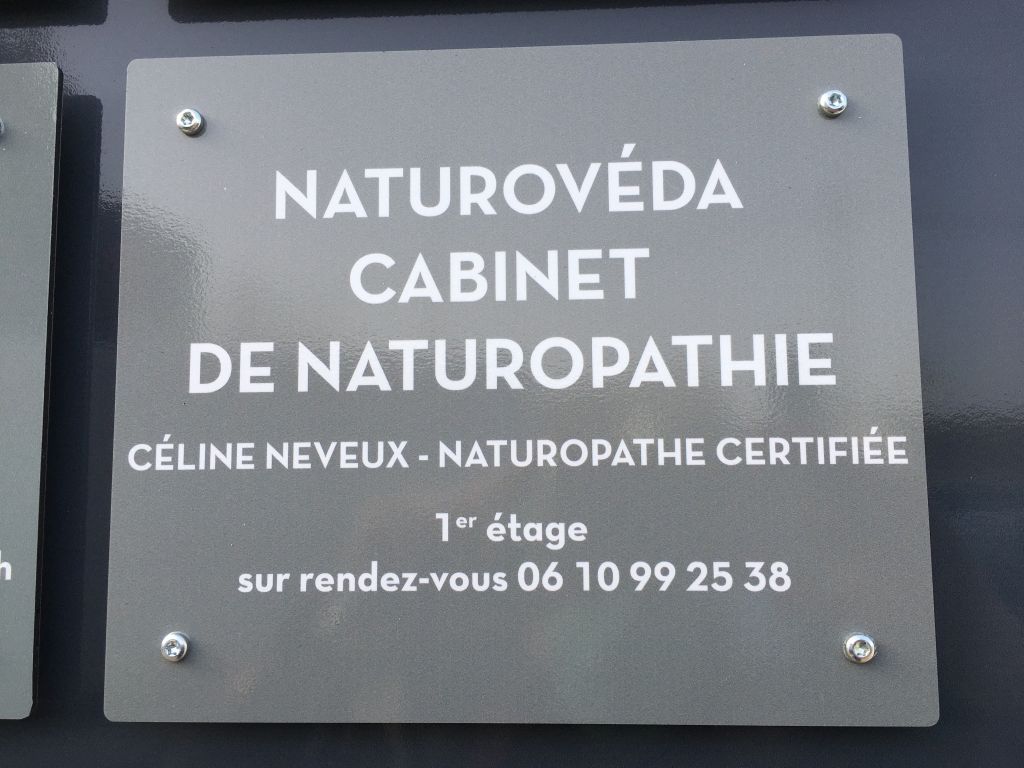 NATUROVÉDA
CABINET
DE NATUROPATHIE
CÉLINE NEVEUX - NATUROPATHE CERTIFIÉE
1er étage
sur rendez-vous 06 10 99 25 38
h